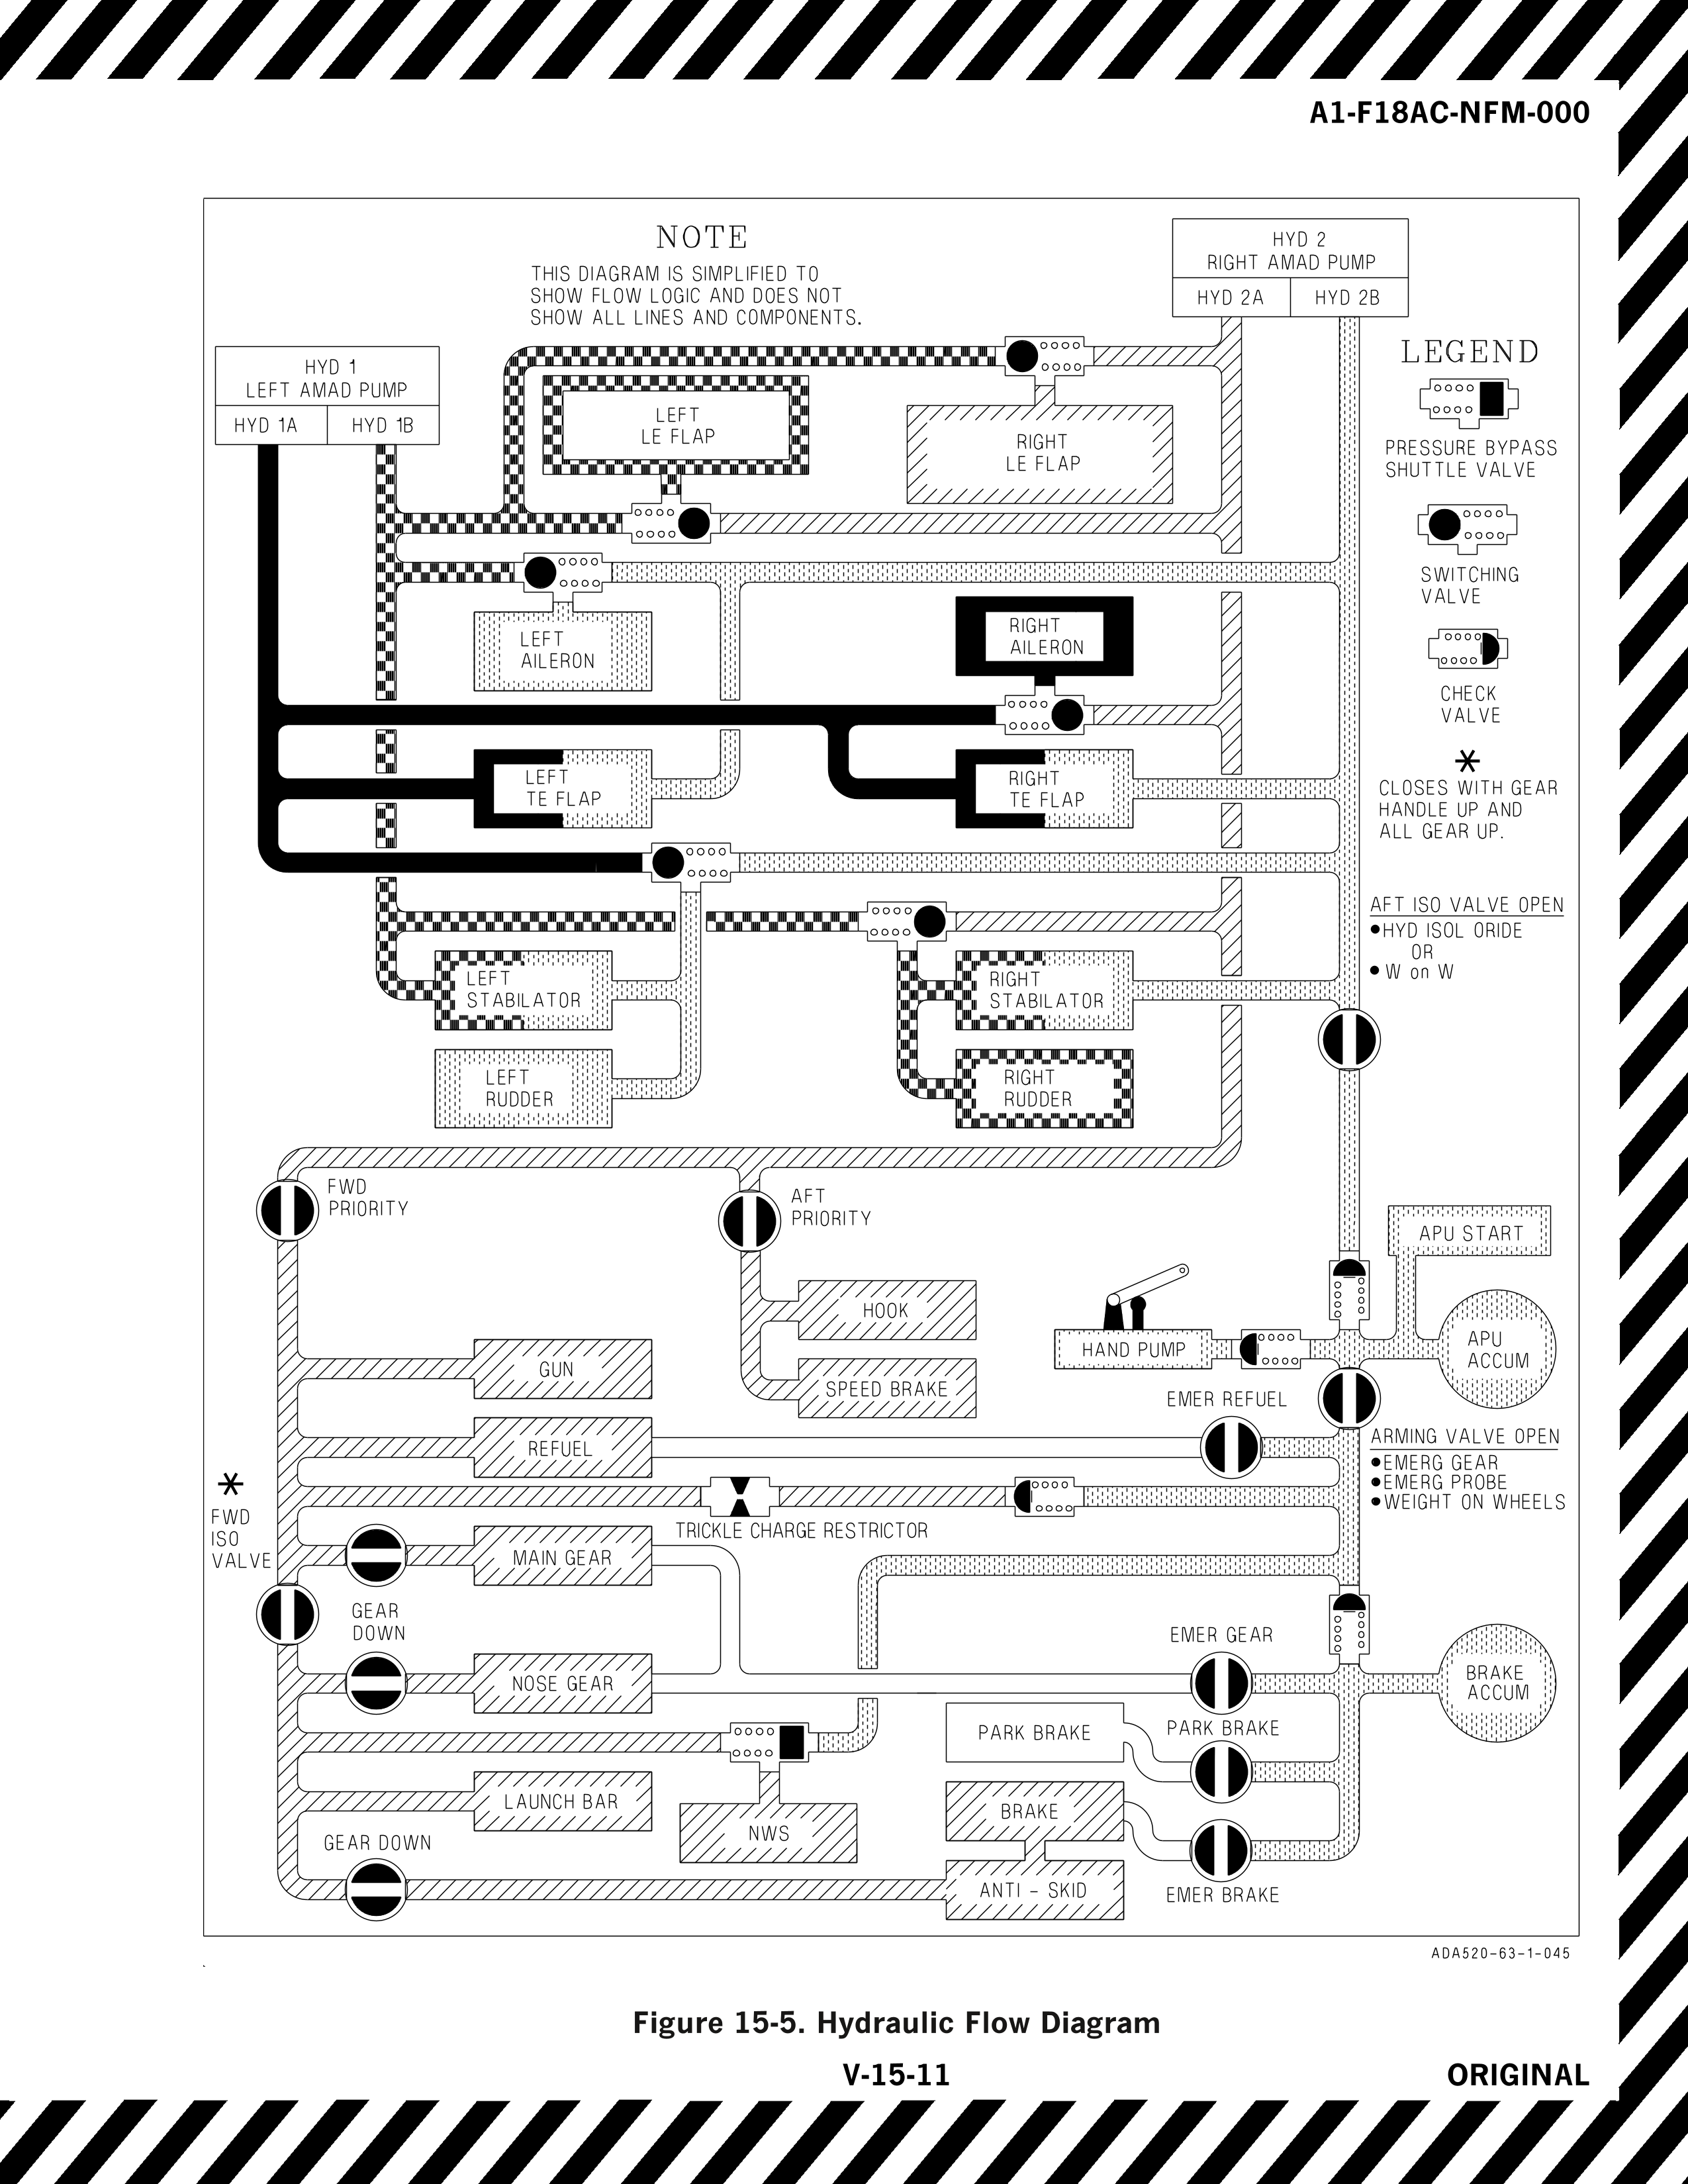 A1-F18AC-NFM-000
NOTE
THIS DIAGRAM IS SIMPLIFIED TO
SHOW FLOW LOGIC AND DOES NOT
SHOW ALL LINES AND COMPONENTS.
HYD 2
RIGHT AMAD PUMP
HYD 2A
HYD 2B
HYD 1
LEFT AMAD PUMP
HYD 1A
HYD 1B
LEGEND
PRESSURE BYPASS
SHUTTLE VALVE
SWITCHING
VALVE
CHECK
VALVE
*
CLOSES WITH GEAR
HANDLE UP AND
ALL GEAR UP.
LEFT
LE FLAP
RIGHT
LE FLAP
LEFT
AILERON
RIGHT
AILERON
LEFT
TE FLAP
RIGHT
TE FLAP
AFT ISO VALVE OPEN
●HYD ISOL ORIDE
OR
● W on W
LEFT
STABILATOR
RIGHT
STABILATOR
LEFT
RUDDER
RIGHT
RUDDER
FWD
PRIORITY
AFT
PRIORITY
APU START
HOOK
HAND PUMP
APU
ACCUM
GUN
SPEED BRAKE
EMER REFUEL
REFUEL
ARMING VALVE OPEN
●EMERG GEAR
●EMERG PROBE
●WEIGHT ON WHEELS
*
FWD
ISO
VALVE
TRICKLE CHARGE RESTRICTOR
MAIN GEAR
GEAR
DOWN
EMER GEAR
NOSE GEAR
BRAKE
ACCUM
PARK BRAKE
PARK BRAKE
LAUNCH BAR
NWS
BRAKE
GEAR DOWN
ANTI - SKID
EMER BRAKE
ADA520-63-1-045
Figure 15-5. Hydraulic Flow Diagram
V-15-11
ORIGINAL